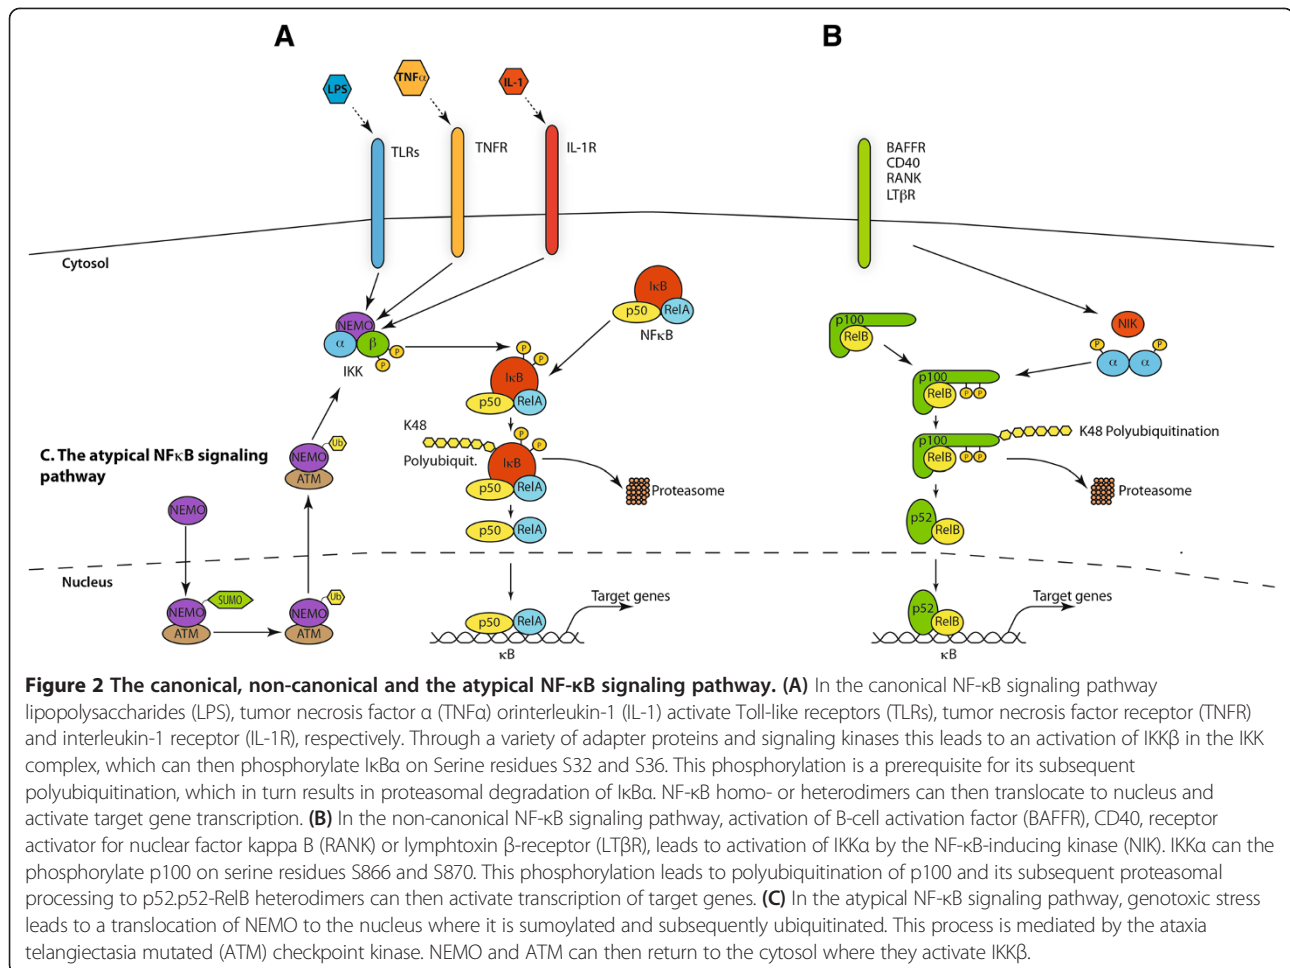 A
B
LPS
TNFα
IL-1
TLRs
TNFR
IL-1R
BAFFR
CD40
RANK
LTβR
Cytosol
NEMO
α
β
P
P
IKK
IκB
p50
RelA
NFκB
P
P
IκB
p50
RelA
K48
Polyubiquit.
P
P
IκB
p50
RelA
Proteasome
p50
RelA
p100
RelB
NIK
P
P
α
α
p100
RelB
P
P
p100
RelB
P
P
K48 Polyubiquitination
Proteasome
p52
RelB
C. The atypical NFκB signaling
pathway
NEMO
Ub
ATM
NEMO
Nucleus
NEMO
SUMO
ATM
NEMO
Ub
ATM
p50
RelA
Target genes
κB
p52
RelB
Target genes
κB
Figure 2 The canonical, non-canonical and the atypical NF-κB signaling pathway. (A) In the canonical NF-κB signaling pathway
lipopolysaccharides (LPS), tumor necrosis factor α (TNFα) orinterleukin-1 (IL-1) activate Toll-like receptors (TLRs), tumor necrosis factor receptor (TNFR)
and interleukin-1 receptor (IL-1R), respectively. Through a variety of adapter proteins and signaling kinases this leads to an activation of IKKβ in the IKK
complex, which can then phosphorylate IκBα on Serine residues S32 and S36. This phosphorylation is a prerequisite for its subsequent
polyubiquitination, which in turn results in proteasomal degradation of IκBα. NF-κB homo- or heterodimers can then translocate to nucleus and
activate target gene transcription. (B) In the non-canonical NF-κB signaling pathway, activation of B-cell activation factor (BAFFR), CD40, receptor
activator for nuclear factor kappa B (RANK) or lymphtoxin β-receptor (LTβR), leads to activation of IKKα by the NF-κB-inducing kinase (NIK). IKKα can the
phosphorylate p100 on serine residues S866 and S870. This phosphorylation leads to polyubiquitination of p100 and its subsequent proteasomal
processing to p52.p52-RelB heterodimers can then activate transcription of target genes. (C) In the atypical NF-κB signaling pathway, genotoxic stress
leads to a translocation of NEMO to the nucleus where it is sumoylated and subsequently ubiquitinated. This process is mediated by the ataxia
telangiectasia mutated (ATM) checkpoint kinase. NEMO and ATM can then return to the cytosol where they activate IKKβ.